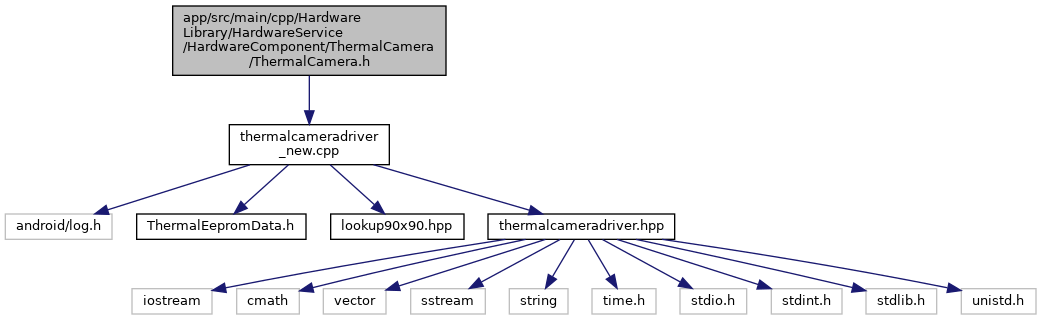 app/src/main/cpp/Hardware
Library/HardwareService
/HardwareComponent/ThermalCamera
/ThermalCamera.h
thermalcameradriver
_new.cpp
android/log.h
ThermalEepromData.h
lookup90x90.hpp
thermalcameradriver.hpp
iostream
cmath
vector
sstream
string
time.h
stdio.h
stdint.h
stdlib.h
unistd.h